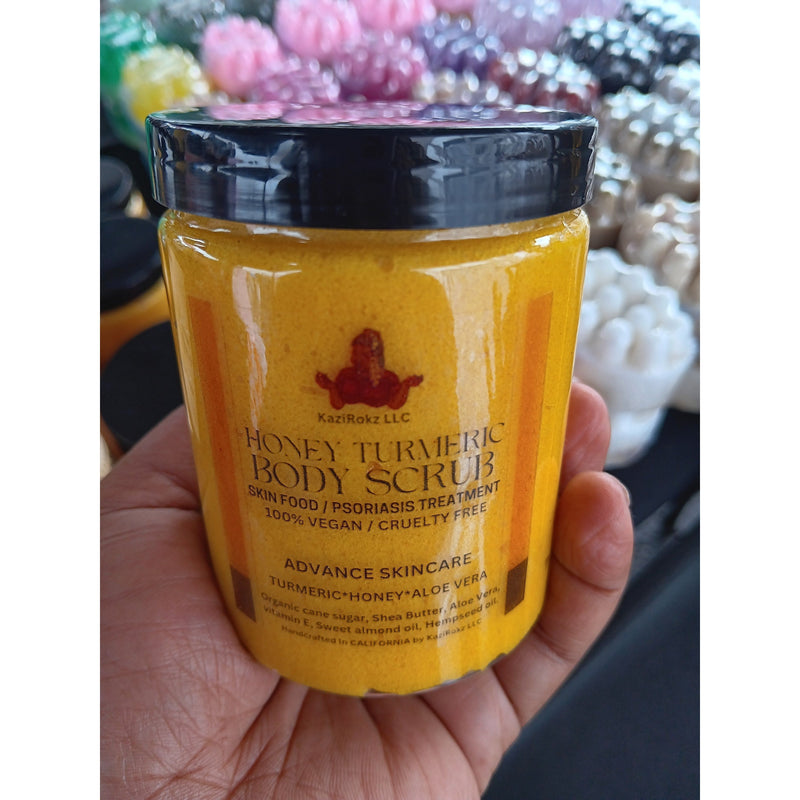 KaziRokz LLC
HONEY TURMERIC
BODY SCRUB
SKIN FOOD / PSORIASIS TREATMENT
100% VEGAN / CRUELTY FREE
ADVANCE SKINCARE
TURMERIC*HONEY*ALOE VERA
Organic cane sugar, Shea Butter, Aloe Vera,
Vitamin E, Sweet almond oil, Hempseed oil.
Handcrafted in CALIFORNIA by KaziRokz LLC